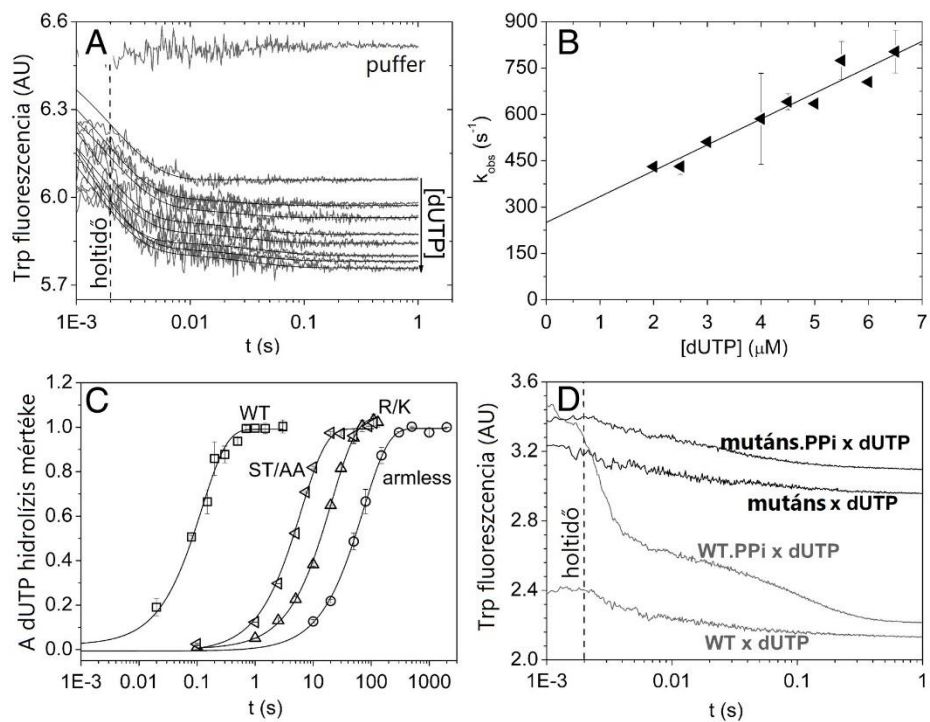 A
6.6
6.3
6.0
5.7
Trp fluoreszcencia (AU)
puffer
holtidő
[dUTP]
1E-3
0.01
0.1
1
t (s)
B
900
750
600
450
300
150
0
k obs (s⁻¹)
0
1
2
3
4
5
6
7
[dUTP] (μM)
C
1.2
1.0
0.8
0.6
0.4
0.2
0.0
A dUTP hidrolízis mértéke
WT
R/K
ST/AA
armless
1E-3
0.01
0.1
1
10
100
1000
t (s)
D
3.6
3.2
2.8
2.4
2.0
Trp fluoreszcencia (AU)
mutáns.PPi x dUTP
mutáns x dUTP
WT.PPi x dUTP
WT x dUTP
holtidő
1E-3
0.01
0.1
1
t (s)